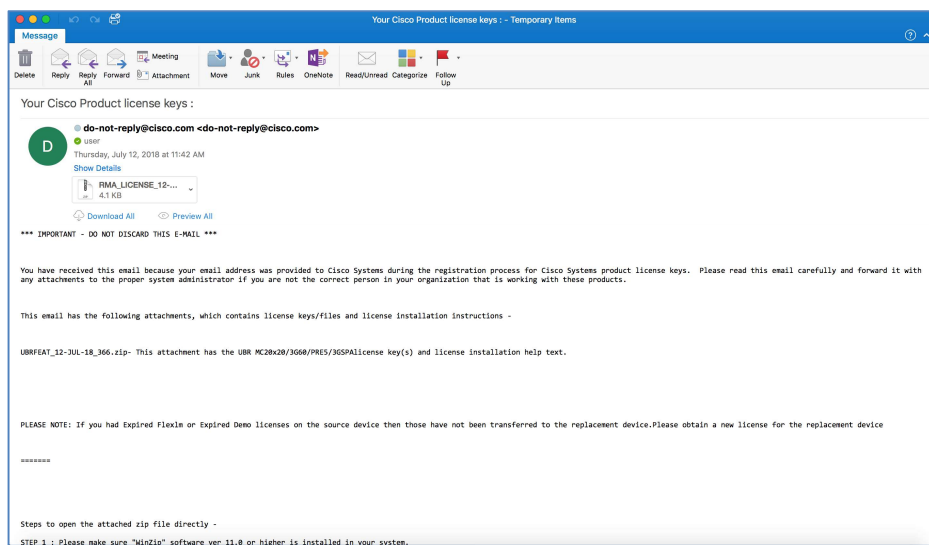 Your Cisco Product license keys : - Temporary Items
Message
?
Delete
Reply
Reply All
Forward
Meeting
Attachment
Move
Junk
Rules
OneNote
Read/Unread
Categorize
Follow Up
Your Cisco Product license keys :
D
do-not-reply@cisco.com <do-not-reply@cisco.com>
user
Thursday, July 12, 2018 at 11:42 AM
Show Details
RMA_LICENSE_12-...
4.1 KB
Download All Preview All
*** IMPORTANT - DO NOT DISCARD THIS E-MAIL ***
You have received this email because your email address was provided to Cisco Systems during the registration process for Cisco Systems product license keys. Please read this email carefully and forward it with
any attachments to the proper system administrator if you are not the correct person in your organization that is working with these products.
This email has the following attachments, which contains license keys/files and license installation instructions -
UBRFEAT_12-JUL-18_366.zip- This attachment has the UBR MC20x20/3G60/PRE5/3GSPAlicense key(s) and license installation help text.
PLEASE NOTE: If you had Expired Flexlm or Expired Demo licenses on the source device then those have not been transferred to the replacement device.Please obtain a new license for the replacement device
=======
Steps to open the attached zip file directly -
STEP 1 : Please make sure "WinZip" software ver 11.0 or higher is installed in your system.